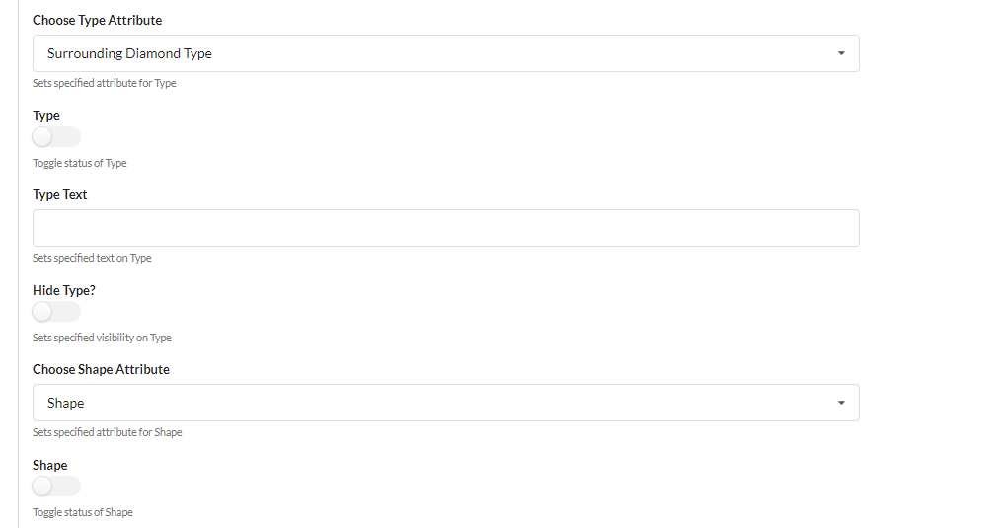 Choose Type Attribute
Surrounding Diamond Type
Sets specified attribute for Type
Type
Toggle status of Type
Type Text
Sets specified text on Type
Hide Type?
Sets specified visibility on Type
Choose Shape Attribute
Shape
Sets specified attribute for Shape
Shape
Toggle status of Shape